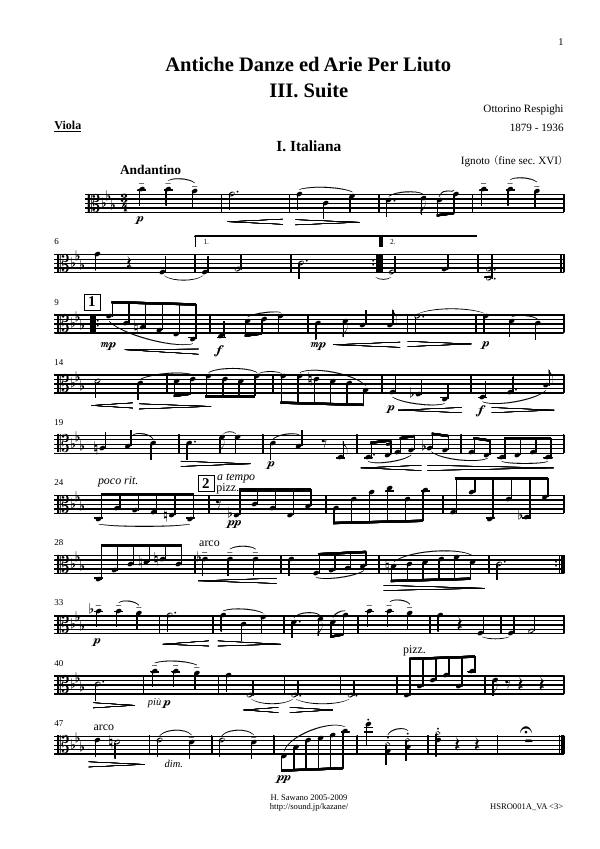 1
Antiche Danze ed Arie Per Liuto
III. Suite
Ottorino Respighi
Viola
1879 - 1936
I. Italiana
Ignoto (fine sec. XVI)
Andantino
p
6
1.
2.
9
1
mp
f
mp
p
14
p
f
19
p
24
poco rit.
2
a tempo
pizz.
pp
28
arco
33
p
40
più p
pizz.
47
arco
dim.
pp
H. Sawano 2005-2009
http://sound.jp/kazane/
HSRO001A_VA <3>